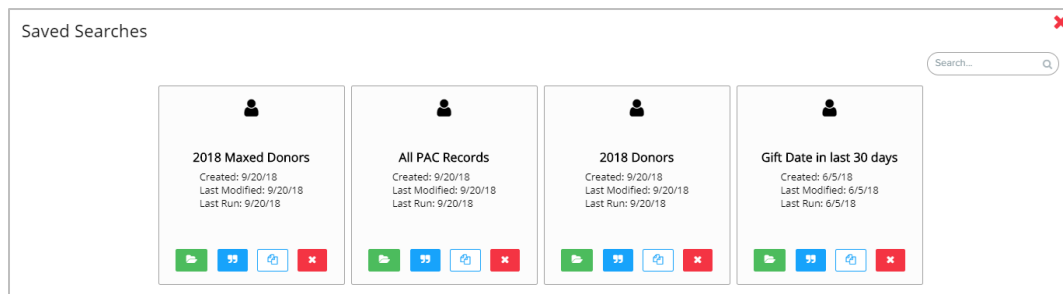 Saved Searches
Search...
2018 Maxed Donors
Created: 9/20/18
Last Modified: 9/20/18
Last Run: 9/20/18
All PAC Records
Created: 9/20/18
Last Modified: 9/20/18
Last Run: 9/20/18
2018 Donors
Created: 9/20/18
Last Modified: 9/20/18
Last Run: 9/20/18
Gift Date in last 30 days
Created: 6/5/18
Last Modified: 6/5/18
Last Run: 6/5/18